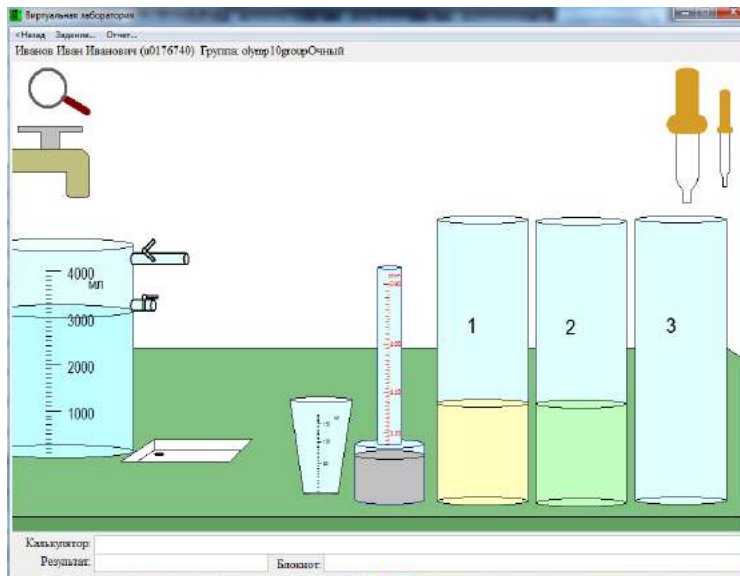 Виртуальная лаборатория
<Назад Задание... Отчет...
Иванов Иван Иванович (u0176740) Группа: olymp10groupОчный
4000
мл
3000
2000
1000
1
2
3
Калькулятор:
Результат:
Блокнот: